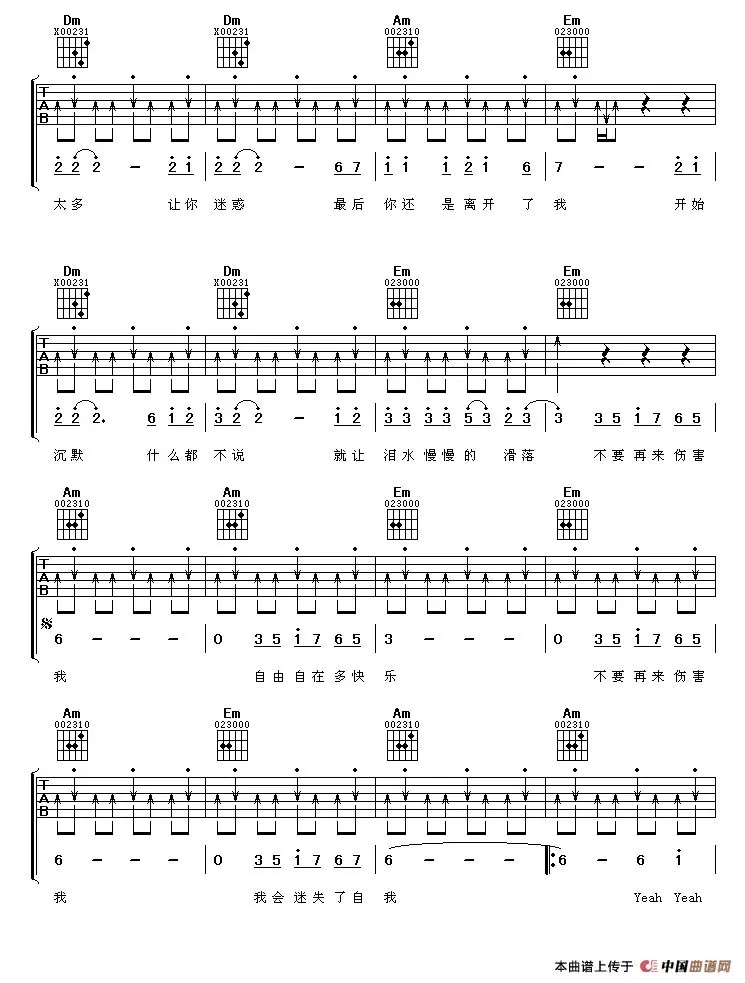 Dm Dm Am Em
X00231 X00231 002310 023000
T A B
2 2 2 - 2 1 2 2 2 - 6 7 1 1 1 2 1 6 7 - - 2 1
太多 让你 迷惑 最后 你还 是离开 了 我 开始
Dm Dm Em Em
X00231 X00231 023000 023000
T A B
2 2 2. 6 1 2 3 2 2 - 1 2 3 3 3 3 5 3 2 3 3 3 5 1 7 6 5
沉默 什么都 不说 就让 泪水 慢慢的 滑落 不要再来伤害
Am Am Em Em
002310 002310 023000 023000
T A B
6 - - - 0 3 5 1 7 6 5 3 - - - 0 3 5 1 7 6 5
我 自由自在多快 乐 不要再来伤害
Am Em Am Am
002310 023000 002310 002310
T A B
6 - - - 0 3 5 1 7 6 7 6 - - - 6 - 6 1
我 我会迷失了自 我 Yeah Yeah
本曲谱上传于 中国曲谱网